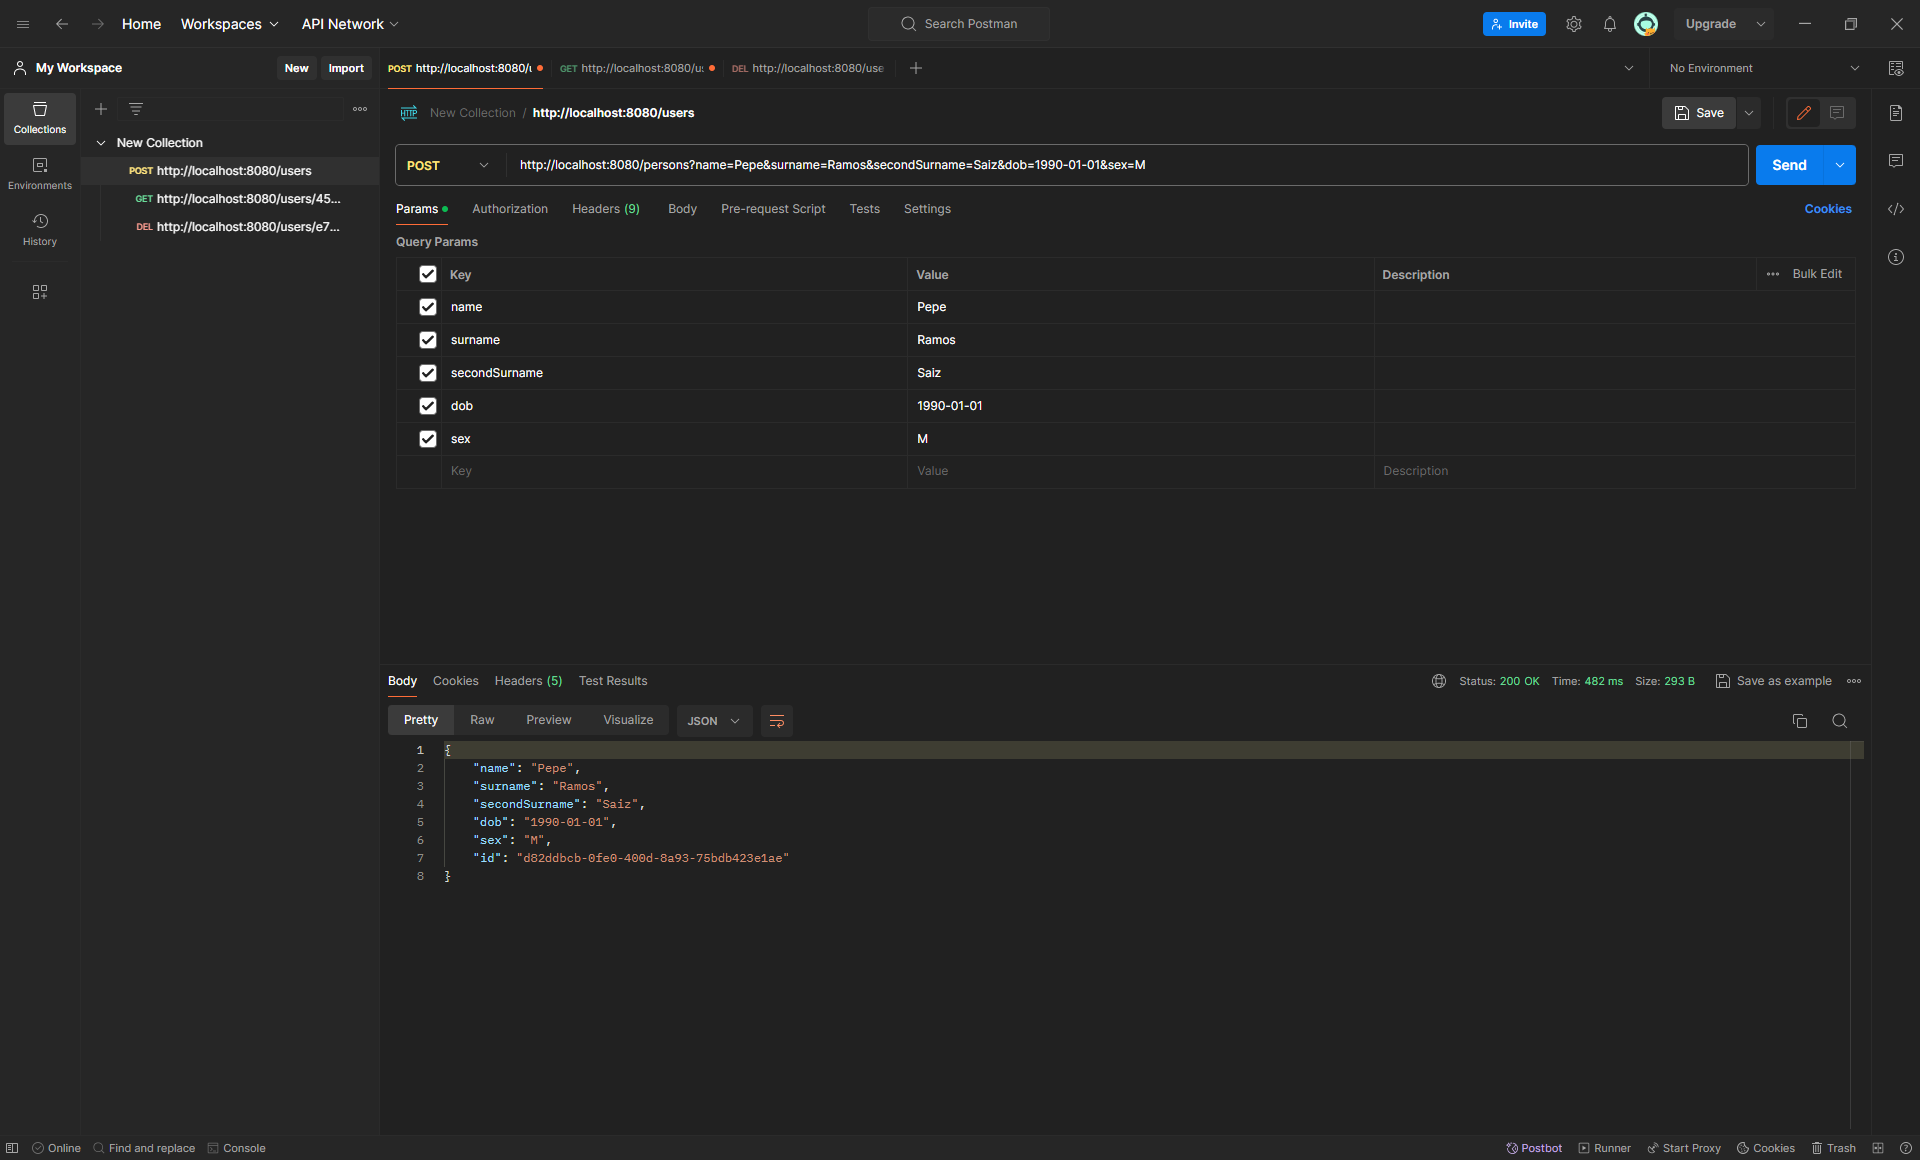 Home Workspaces API Network Search Postman Invite Upgrade
My Workspace New Import POST http://localhost:8080/u GET http://localhost:8080/us DEL http://localhost:8080/use No Environment
Collections
Environments
History
New Collection
POST http://localhost:8080/users
GET http://localhost:8080/users/45...
DEL http://localhost:8080/users/e7...
HTTP New Collection / http://localhost:8080/users Save
POST http://localhost:8080/persons?name=Pepe&surname=Ramos&secondSurname=Saiz&dob=1990-01-01&sex=M Send
Params Authorization Headers (9) Body Pre-request Script Tests Settings Cookies
Query Params
Key Value Description Bulk Edit
name Pepe
surname Ramos
secondSurname Saiz
dob 1990-01-01
sex M
Key Value Description
Body Cookies Headers (5) Test Results Status: 200 OK Time: 482 ms Size: 293 B Save as example
Pretty Raw Preview Visualize JSON
1 {
2 "name": "Pepe",
3 "surname": "Ramos",
4 "secondSurname": "Saiz",
5 "dob": "1990-01-01",
6 "sex": "M",
7 "id": "d82ddbcb-0fe0-400d-8a93-75bdb423e1ae"
8 }
Online Find and replace Console Postbot Runner Start Proxy Cookies Trash